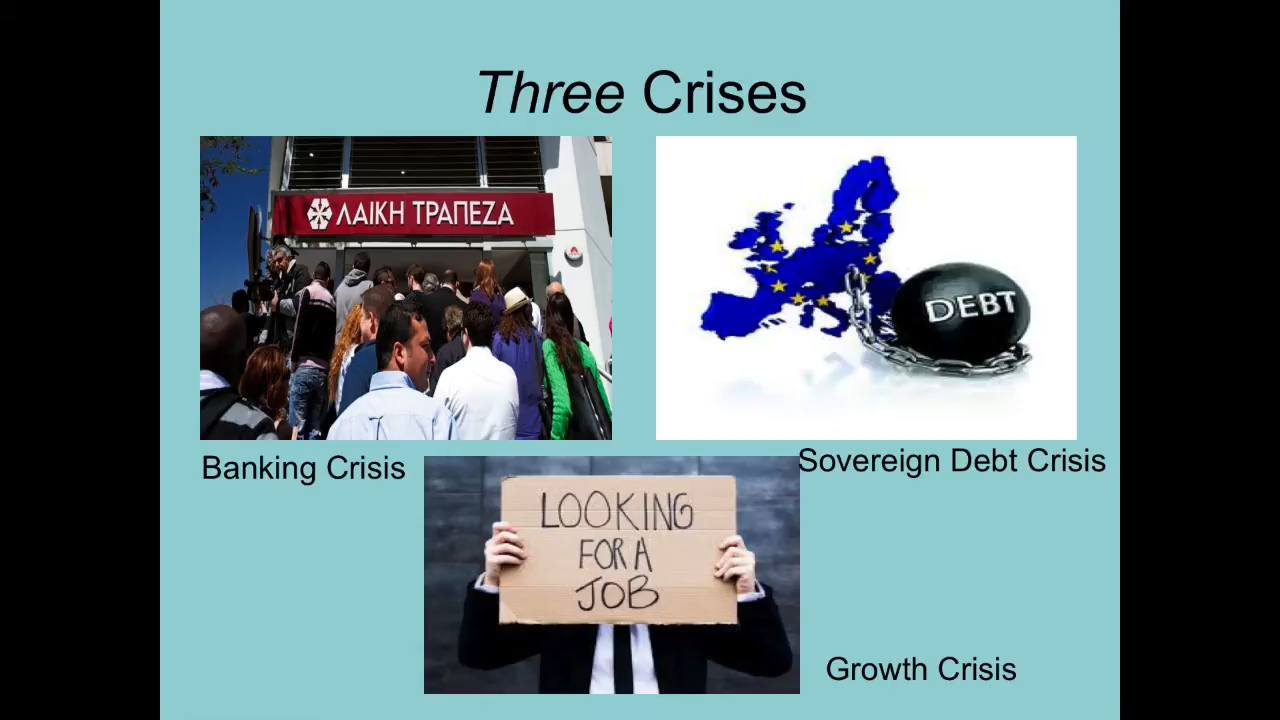 Three Crises
ΛΑΙΚΗ ΤΡΑΠΕΖΑ
DEBT
Banking Crisis
Sovereign Debt Crisis
LOOKING
FOR A
JOB
Growth Crisis